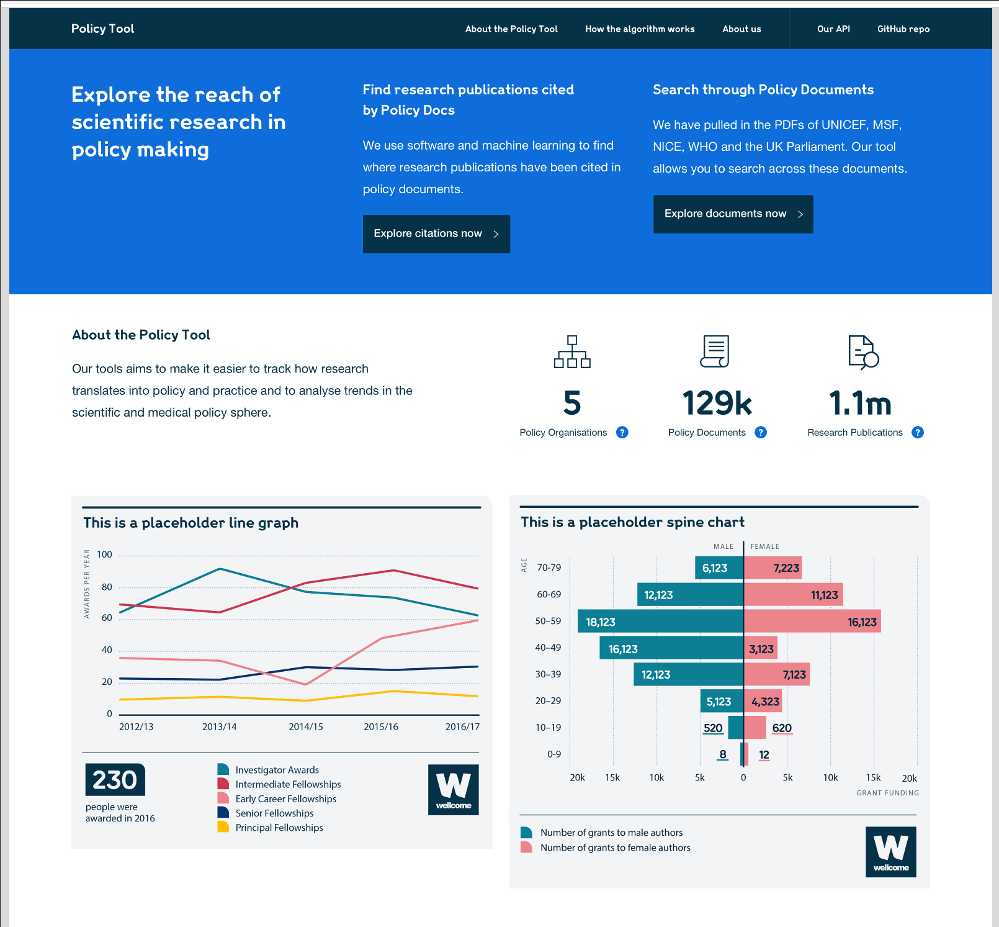 Policy Tool
About the Policy Tool
How the algorithm works
About us
Our API
GitHub repo
Explore the reach of
scientific research in
policy making
Find research publications cited
by Policy Docs
We use software and machine learning to find
where research publications have been cited in
policy documents.
Explore citations now
Search through Policy Documents
We have pulled in the PDFs of UNICEF, MSF,
NICE, WHO and the UK Parliament. Our tool
allows you to search across these documents.
Explore documents now
About the Policy Tool
Our tools aims to make it easier to track how research
translates into policy and practice and to analyse trends in the
scientific and medical policy sphere.
5
Policy Organisations ?
129k
Policy Documents ?
1.1m
Research Publications ?
This is a placeholder line graph
AWARDS PER YEAR
100
80
60
40
20
0
2012/13 2013/14 2014/15 2015/16 2016/17
230
people were
awarded in 2016
Investigator Awards
Intermediate Fellowships
Early Career Fellowships
Senior Fellowships
Principal Fellowships
W
wellcome
This is a placeholder spine chart
MALE FEMALE
AGE
70-79 6,123 7,223
60-69 12,123 11,123
50–59 18,123 16,123
40–49 16,123 3,123
30–39 12,123 7,123
20–29 5,123 4,323
10–19 520 620
0-9 8 12
20k 15k 10k 5k 0 5k 10k 15k 20k
GRANT FUNDING
Number of grants to male authors
Number of grants to female authors
W
wellcome